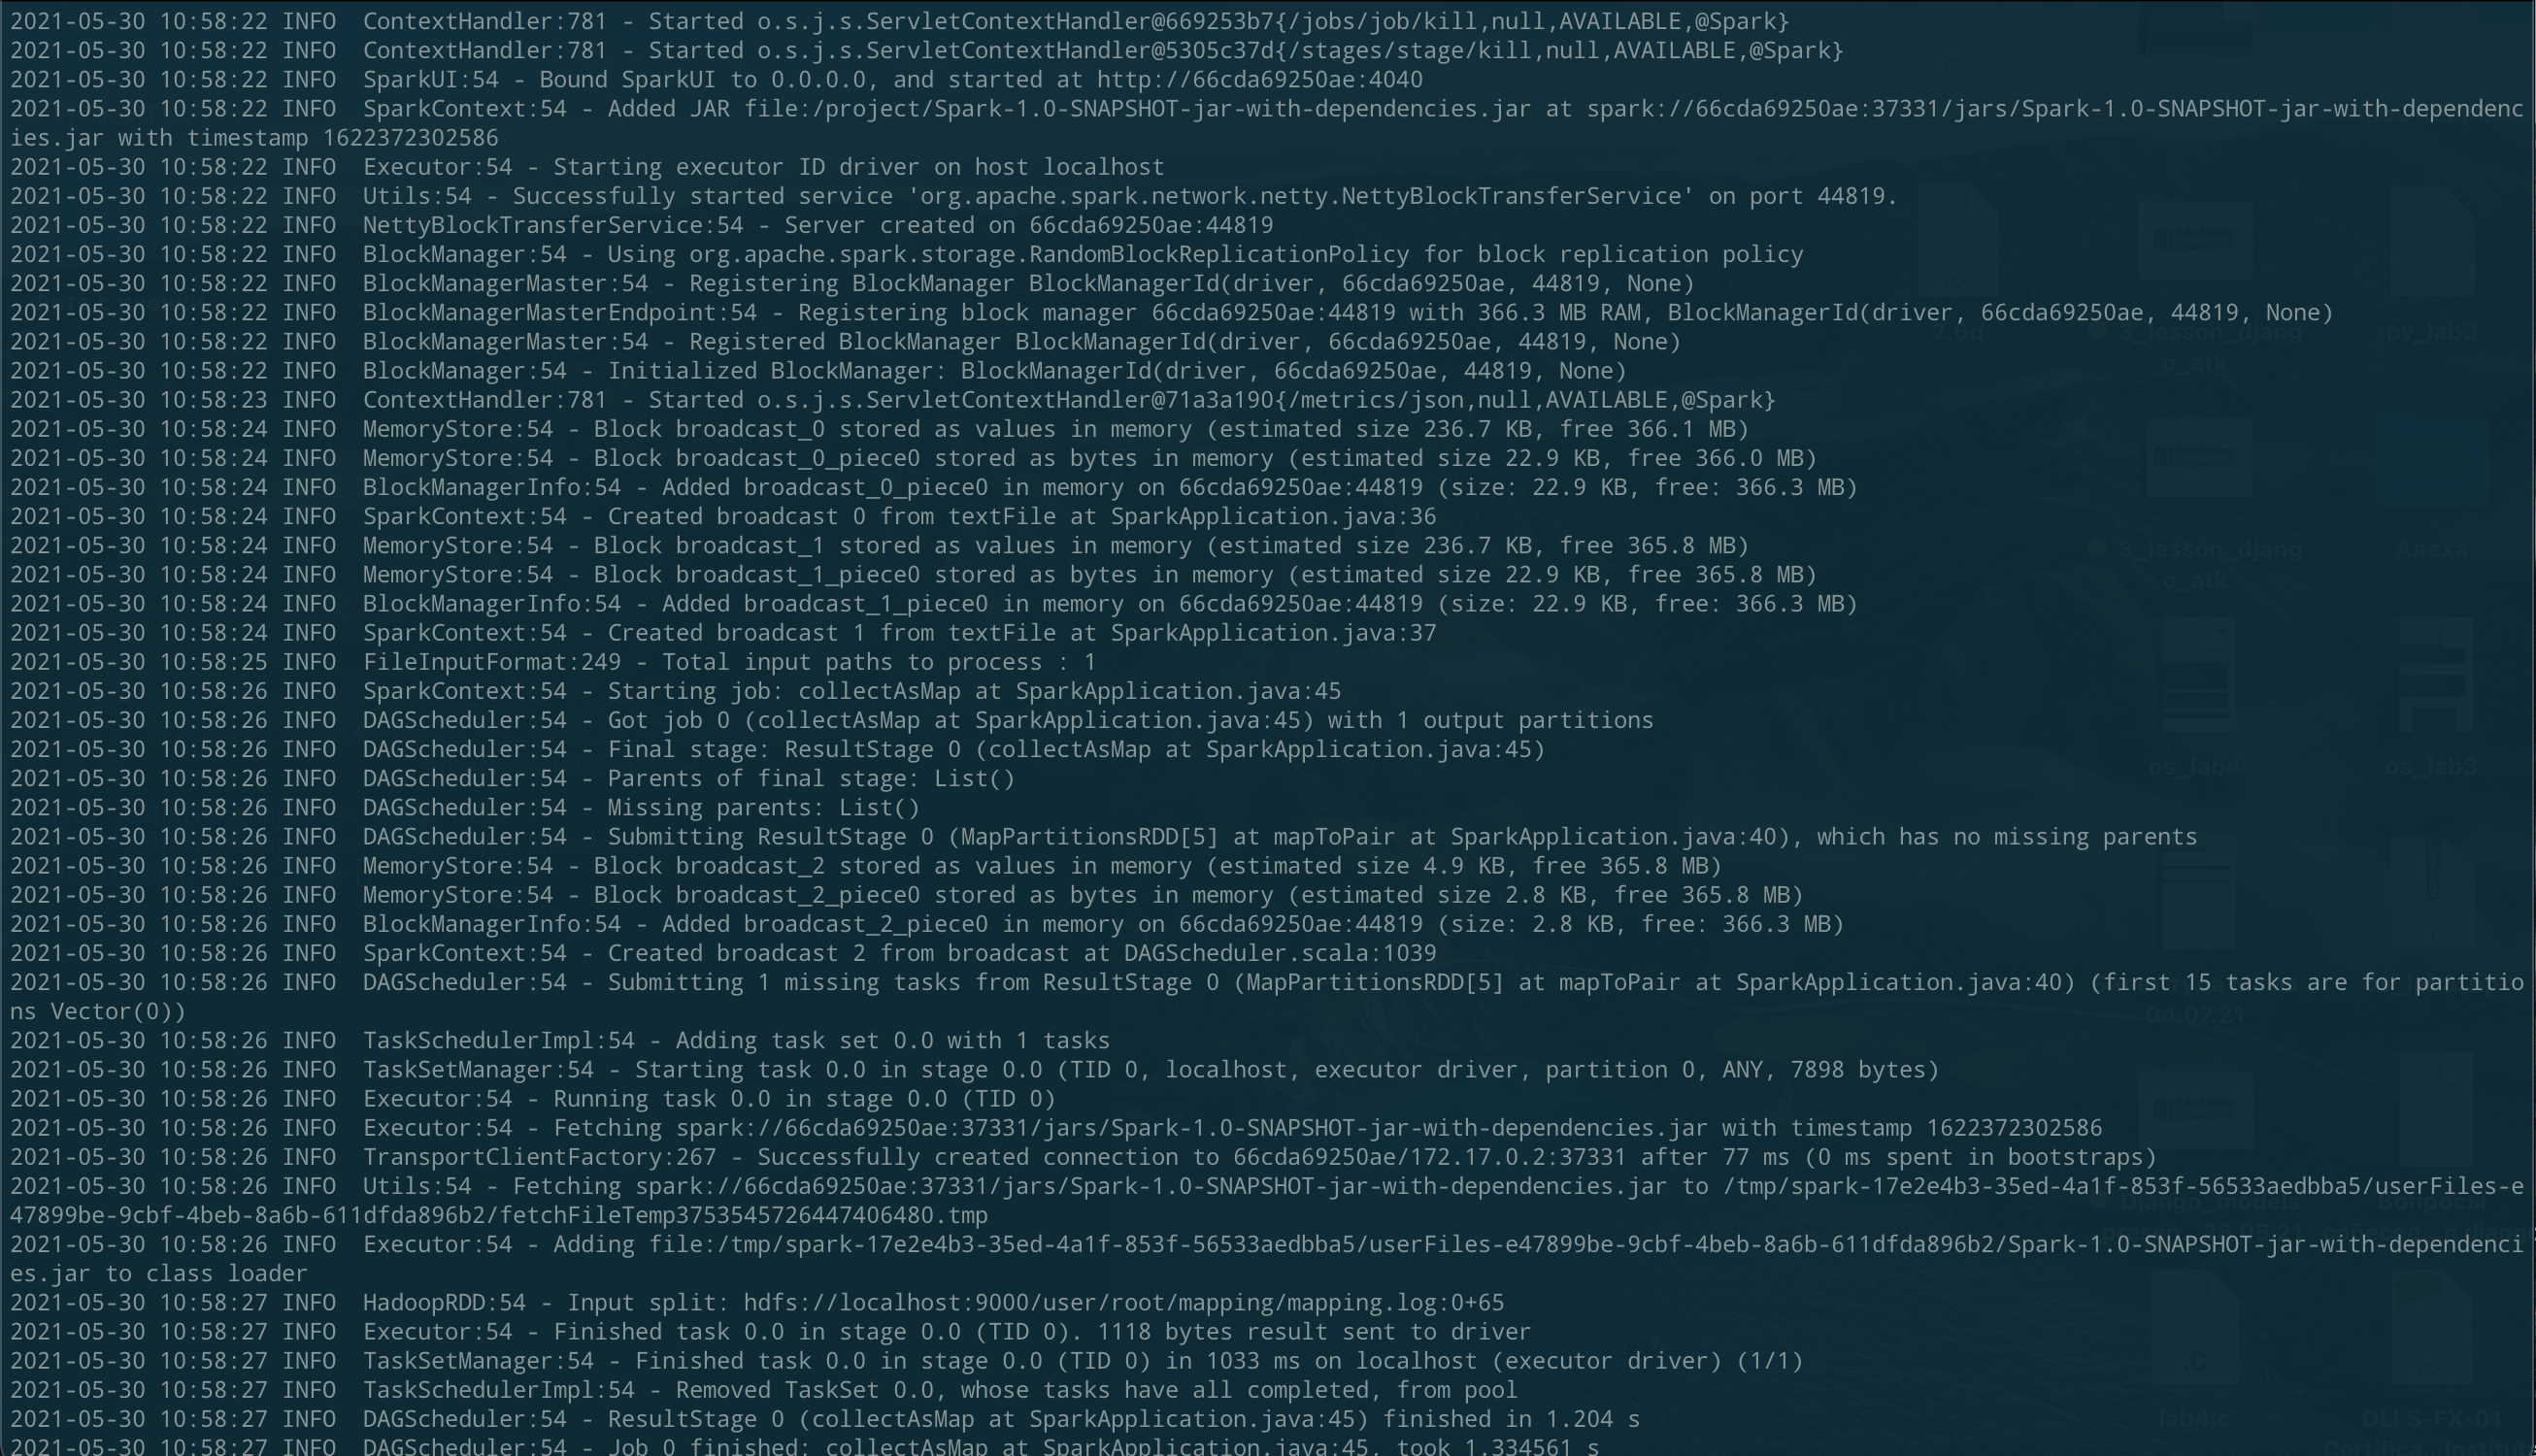 2021-05-30 10:58:22 INFO  ContextHandler:781 - Started o.s.j.s.ServletContextHandler@669253b7{/jobs/job/kill,null,AVAILABLE,@Spark}
2021-05-30 10:58:22 INFO  ContextHandler:781 - Started o.s.j.s.ServletContextHandler@5305c37d{/stages/stage/kill,null,AVAILABLE,@Spark}
2021-05-30 10:58:22 INFO  SparkUI:54 - Bound SparkUI to 0.0.0.0, and started at http://66cda69250ae:4040
2021-05-30 10:58:22 INFO  SparkContext:54 - Added JAR file:/project/Spark-1.0-SNAPSHOT-jar-with-dependencies.jar at spark://66cda69250ae:37331/jars/Spark-1.0-SNAPSHOT-jar-with-dependenc
ies.jar with timestamp 1622372302586
2021-05-30 10:58:22 INFO  Executor:54 - Starting executor ID driver on host localhost
2021-05-30 10:58:22 INFO  Utils:54 - Successfully started service 'org.apache.spark.network.netty.NettyBlockTransferService' on port 44819.
2021-05-30 10:58:22 INFO  NettyBlockTransferService:54 - Server created on 66cda69250ae:44819
2021-05-30 10:58:22 INFO  BlockManager:54 - Using org.apache.spark.storage.RandomBlockReplicationPolicy for block replication policy
2021-05-30 10:58:22 INFO  BlockManagerMaster:54 - Registering BlockManager BlockManagerId(driver, 66cda69250ae, 44819, None)
2021-05-30 10:58:22 INFO  BlockManagerMasterEndpoint:54 - Registering block manager 66cda69250ae:44819 with 366.3 MB RAM, BlockManagerId(driver, 66cda69250ae, 44819, None)
2021-05-30 10:58:22 INFO  BlockManagerMaster:54 - Registered BlockManager BlockManagerId(driver, 66cda69250ae, 44819, None)
2021-05-30 10:58:22 INFO  BlockManager:54 - Initialized BlockManager: BlockManagerId(driver, 66cda69250ae, 44819, None)
2021-05-30 10:58:23 INFO  ContextHandler:781 - Started o.s.j.s.ServletContextHandler@71a3a190{/metrics/json,null,AVAILABLE,@Spark}
2021-05-30 10:58:24 INFO  MemoryStore:54 - Block broadcast_0 stored as values in memory (estimated size 236.7 KB, free 366.1 MB)
2021-05-30 10:58:24 INFO  MemoryStore:54 - Block broadcast_0_piece0 stored as bytes in memory (estimated size 22.9 KB, free 366.0 MB)
2021-05-30 10:58:24 INFO  BlockManagerInfo:54 - Added broadcast_0_piece0 in memory on 66cda69250ae:44819 (size: 22.9 KB, free: 366.3 MB)
2021-05-30 10:58:24 INFO  SparkContext:54 - Created broadcast 0 from textFile at SparkApplication.java:36
2021-05-30 10:58:24 INFO  MemoryStore:54 - Block broadcast_1 stored as values in memory (estimated size 236.7 KB, free 365.8 MB)
2021-05-30 10:58:24 INFO  MemoryStore:54 - Block broadcast_1_piece0 stored as bytes in memory (estimated size 22.9 KB, free 365.8 MB)
2021-05-30 10:58:24 INFO  BlockManagerInfo:54 - Added broadcast_1_piece0 in memory on 66cda69250ae:44819 (size: 22.9 KB, free: 366.3 MB)
2021-05-30 10:58:24 INFO  SparkContext:54 - Created broadcast 1 from textFile at SparkApplication.java:37
2021-05-30 10:58:25 INFO  FileInputFormat:249 - Total input paths to process : 1
2021-05-30 10:58:26 INFO  SparkContext:54 - Starting job: collectAsMap at SparkApplication.java:45
2021-05-30 10:58:26 INFO  DAGScheduler:54 - Got job 0 (collectAsMap at SparkApplication.java:45) with 1 output partitions
2021-05-30 10:58:26 INFO  DAGScheduler:54 - Final stage: ResultStage 0 (collectAsMap at SparkApplication.java:45)
2021-05-30 10:58:26 INFO  DAGScheduler:54 - Parents of final stage: List()
2021-05-30 10:58:26 INFO  DAGScheduler:54 - Missing parents: List()
2021-05-30 10:58:26 INFO  DAGScheduler:54 - Submitting ResultStage 0 (MapPartitionsRDD[5] at mapToPair at SparkApplication.java:40), which has no missing parents
2021-05-30 10:58:26 INFO  MemoryStore:54 - Block broadcast_2 stored as values in memory (estimated size 4.9 KB, free 365.8 MB)
2021-05-30 10:58:26 INFO  MemoryStore:54 - Block broadcast_2_piece0 stored as bytes in memory (estimated size 2.8 KB, free 365.8 MB)
2021-05-30 10:58:26 INFO  BlockManagerInfo:54 - Added broadcast_2_piece0 in memory on 66cda69250ae:44819 (size: 2.8 KB, free: 366.3 MB)
2021-05-30 10:58:26 INFO  SparkContext:54 - Created broadcast 2 from broadcast at DAGScheduler.scala:1039
2021-05-30 10:58:26 INFO  DAGScheduler:54 - Submitting 1 missing tasks from ResultStage 0 (MapPartitionsRDD[5] at mapToPair at SparkApplication.java:40) (first 15 tasks are for partitio
ns Vector(0))
2021-05-30 10:58:26 INFO  TaskSchedulerImpl:54 - Adding task set 0.0 with 1 tasks
2021-05-30 10:58:26 INFO  TaskSetManager:54 - Starting task 0.0 in stage 0.0 (TID 0, localhost, executor driver, partition 0, ANY, 7898 bytes)
2021-05-30 10:58:26 INFO  Executor:54 - Running task 0.0 in stage 0.0 (TID 0)
2021-05-30 10:58:26 INFO  Executor:54 - Fetching spark://66cda69250ae:37331/jars/Spark-1.0-SNAPSHOT-jar-with-dependencies.jar with timestamp 1622372302586
2021-05-30 10:58:26 INFO  TransportClientFactory:267 - Successfully created connection to 66cda69250ae/172.17.0.2:37331 after 77 ms (0 ms spent in bootstraps)
2021-05-30 10:58:26 INFO  Utils:54 - Fetching spark://66cda69250ae:37331/jars/Spark-1.0-SNAPSHOT-jar-with-dependencies.jar to /tmp/spark-17e2e4b3-35ed-4a1f-853f-56533aedbba5/userFiles-e
47899be-9cbf-4beb-8a6b-611dfda896b2/fetchFileTemp3753545726447406480.tmp
2021-05-30 10:58:26 INFO  Executor:54 - Adding file:/tmp/spark-17e2e4b3-35ed-4a1f-853f-56533aedbba5/userFiles-e47899be-9cbf-4beb-8a6b-611dfda896b2/Spark-1.0-SNAPSHOT-jar-with-dependenci
es.jar to class loader
2021-05-30 10:58:27 INFO  HadoopRDD:54 - Input split: hdfs://localhost:9000/user/root/mapping/mapping.log:0+65
2021-05-30 10:58:27 INFO  Executor:54 - Finished task 0.0 in stage 0.0 (TID 0). 1118 bytes result sent to driver
2021-05-30 10:58:27 INFO  TaskSetManager:54 - Finished task 0.0 in stage 0.0 (TID 0) in 1033 ms on localhost (executor driver) (1/1)
2021-05-30 10:58:27 INFO  TaskSchedulerImpl:54 - Removed TaskSet 0.0, whose tasks have all completed, from pool
2021-05-30 10:58:27 INFO  DAGScheduler:54 - ResultStage 0 (collectAsMap at SparkApplication.java:45) finished in 1.204 s
2021-05-30 10:58:27 INFO  DAGScheduler:54 - Job 0 finished: collectAsMap at SparkApplication.java:45, took 1.334561 s